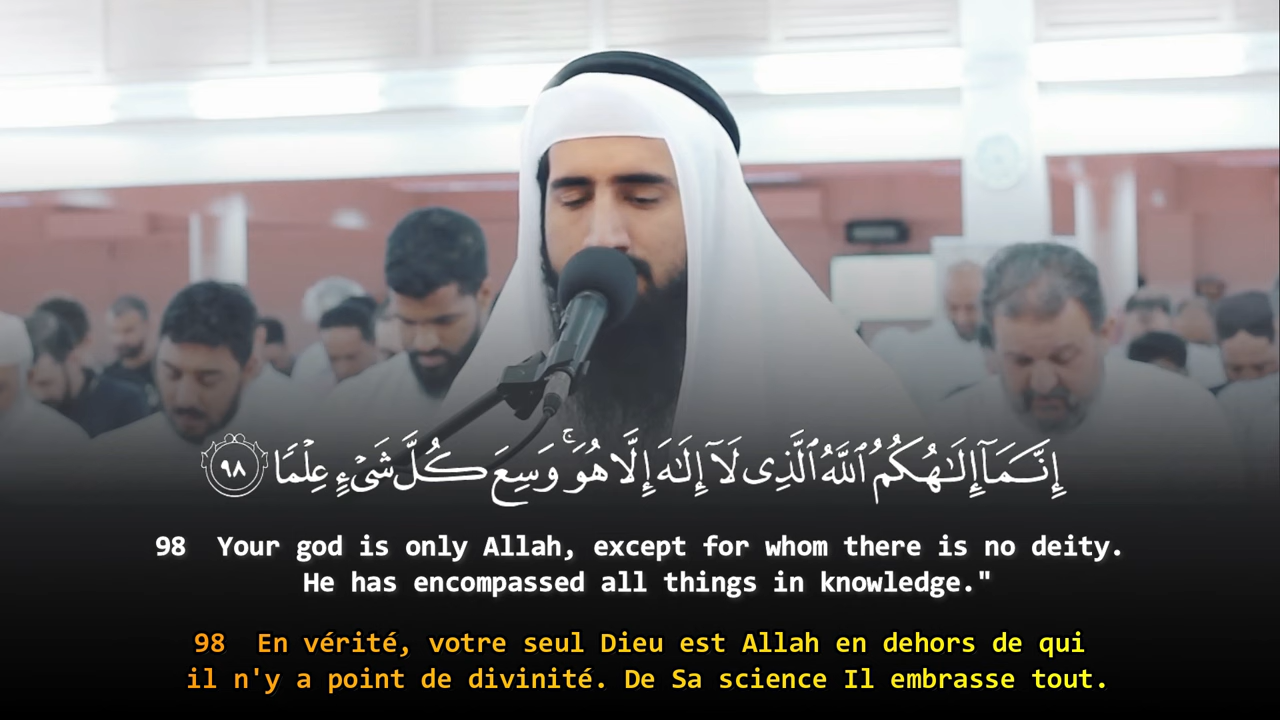 إِنَّمَآ إِلَـٰهُكُمُ ٱللَّهُ ٱلَّذِى لَآ إِلَـٰهَ إِلَّا هُوَ ۚ وَسِعَ كُلَّ شَىْءٍ عِلْمًا ٩٨
98 Your god is only Allah, except for whom there is no deity.
He has encompassed all things in knowledge."
98 En vérité, votre seul Dieu est Allah en dehors de qui
il n'y a point de divinité. De Sa science Il embrasse tout.